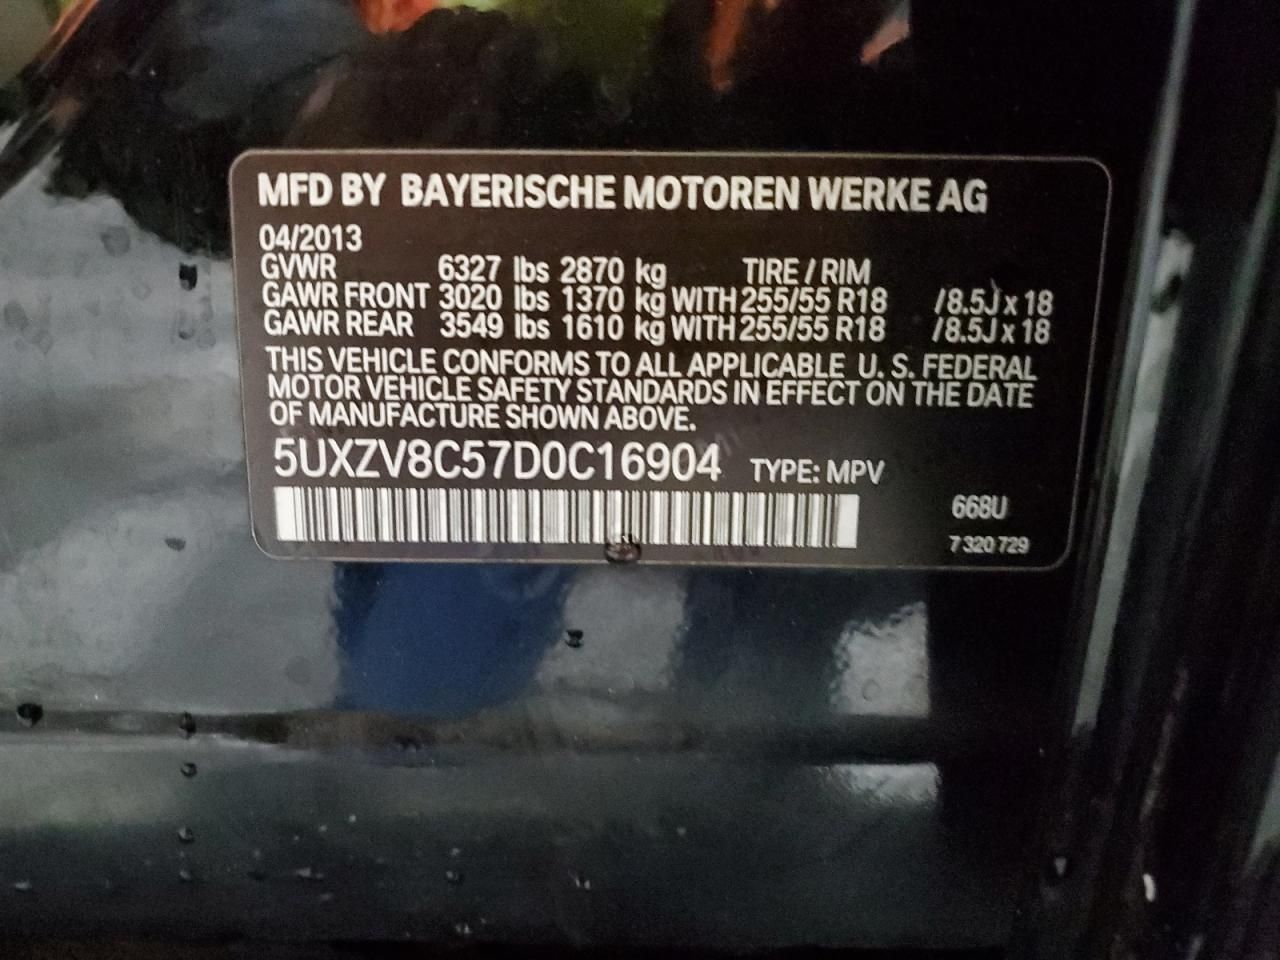 MFD BY BAYERISCHE MOTOREN WERKE AG
04/2013
GVWR 6327 lbs 2870 kg TIRE / RIM
GAWR FRONT 3020 lbs 1370 kg WITH 255/55 R18 /8.5J x 18
GAWR REAR 3549 lbs 1610 kg WITH 255/55 R18 /8.5J x 18
THIS VEHICLE CONFORMS TO ALL APPLICABLE U. S. FEDERAL
MOTOR VEHICLE SAFETY STANDARDS IN EFFECT ON THE DATE
OF MANUFACTURE SHOWN ABOVE.
5UXZV8C57D0C16904 TYPE: MPV
668U
7 320 729